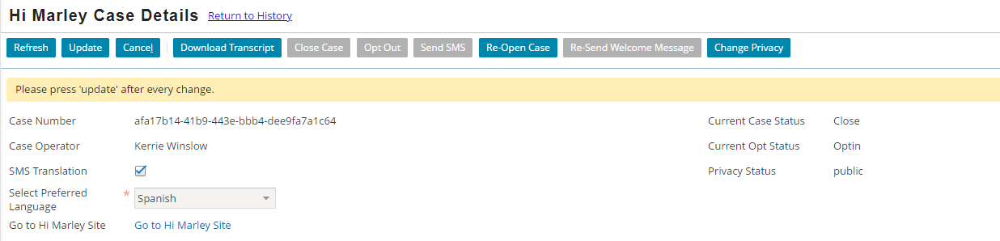 Hi Marley Case Details Return to History
Refresh Update Cancel Download Transcript Close Case Opt Out Send SMS Re-Open Case Re-Send Welcome Message Change Privacy
Please press 'update' after every change.
Case Number afa17b14-41b9-443e-bbb4-dee9fa7a1c64 Current Case Status Close
Case Operator Kerrie Winslow Current Opt Status Optin
SMS Translation Privacy Status public
Select Preferred
Language * Spanish
Go to Hi Marley Site Go to Hi Marley Site